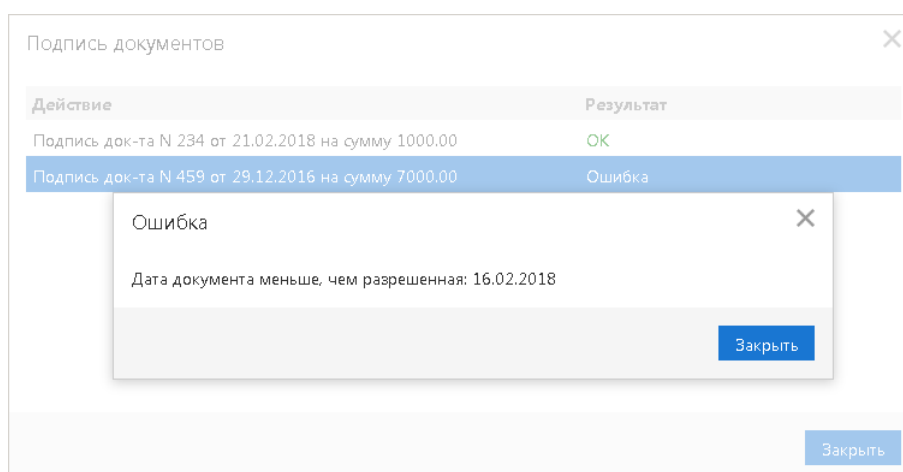 Подпись документов
Действие Результат
Подпись док-та N 234 от 21.02.2018 на сумму 1000.00 OK
Подпись док-та N 459 от 29.12.2016 на сумму 7000.00 Ошибка
Ошибка
Дата документа меньше, чем разрешенная: 16.02.2018
Закрыть
Закрыть